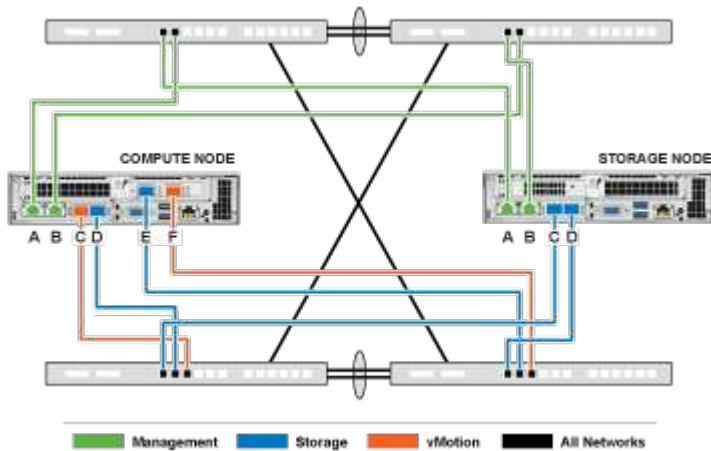 COMPUTE NODE
STORAGE NODE
A B C D E F
A B C D
Management Storage vMotion All Networks